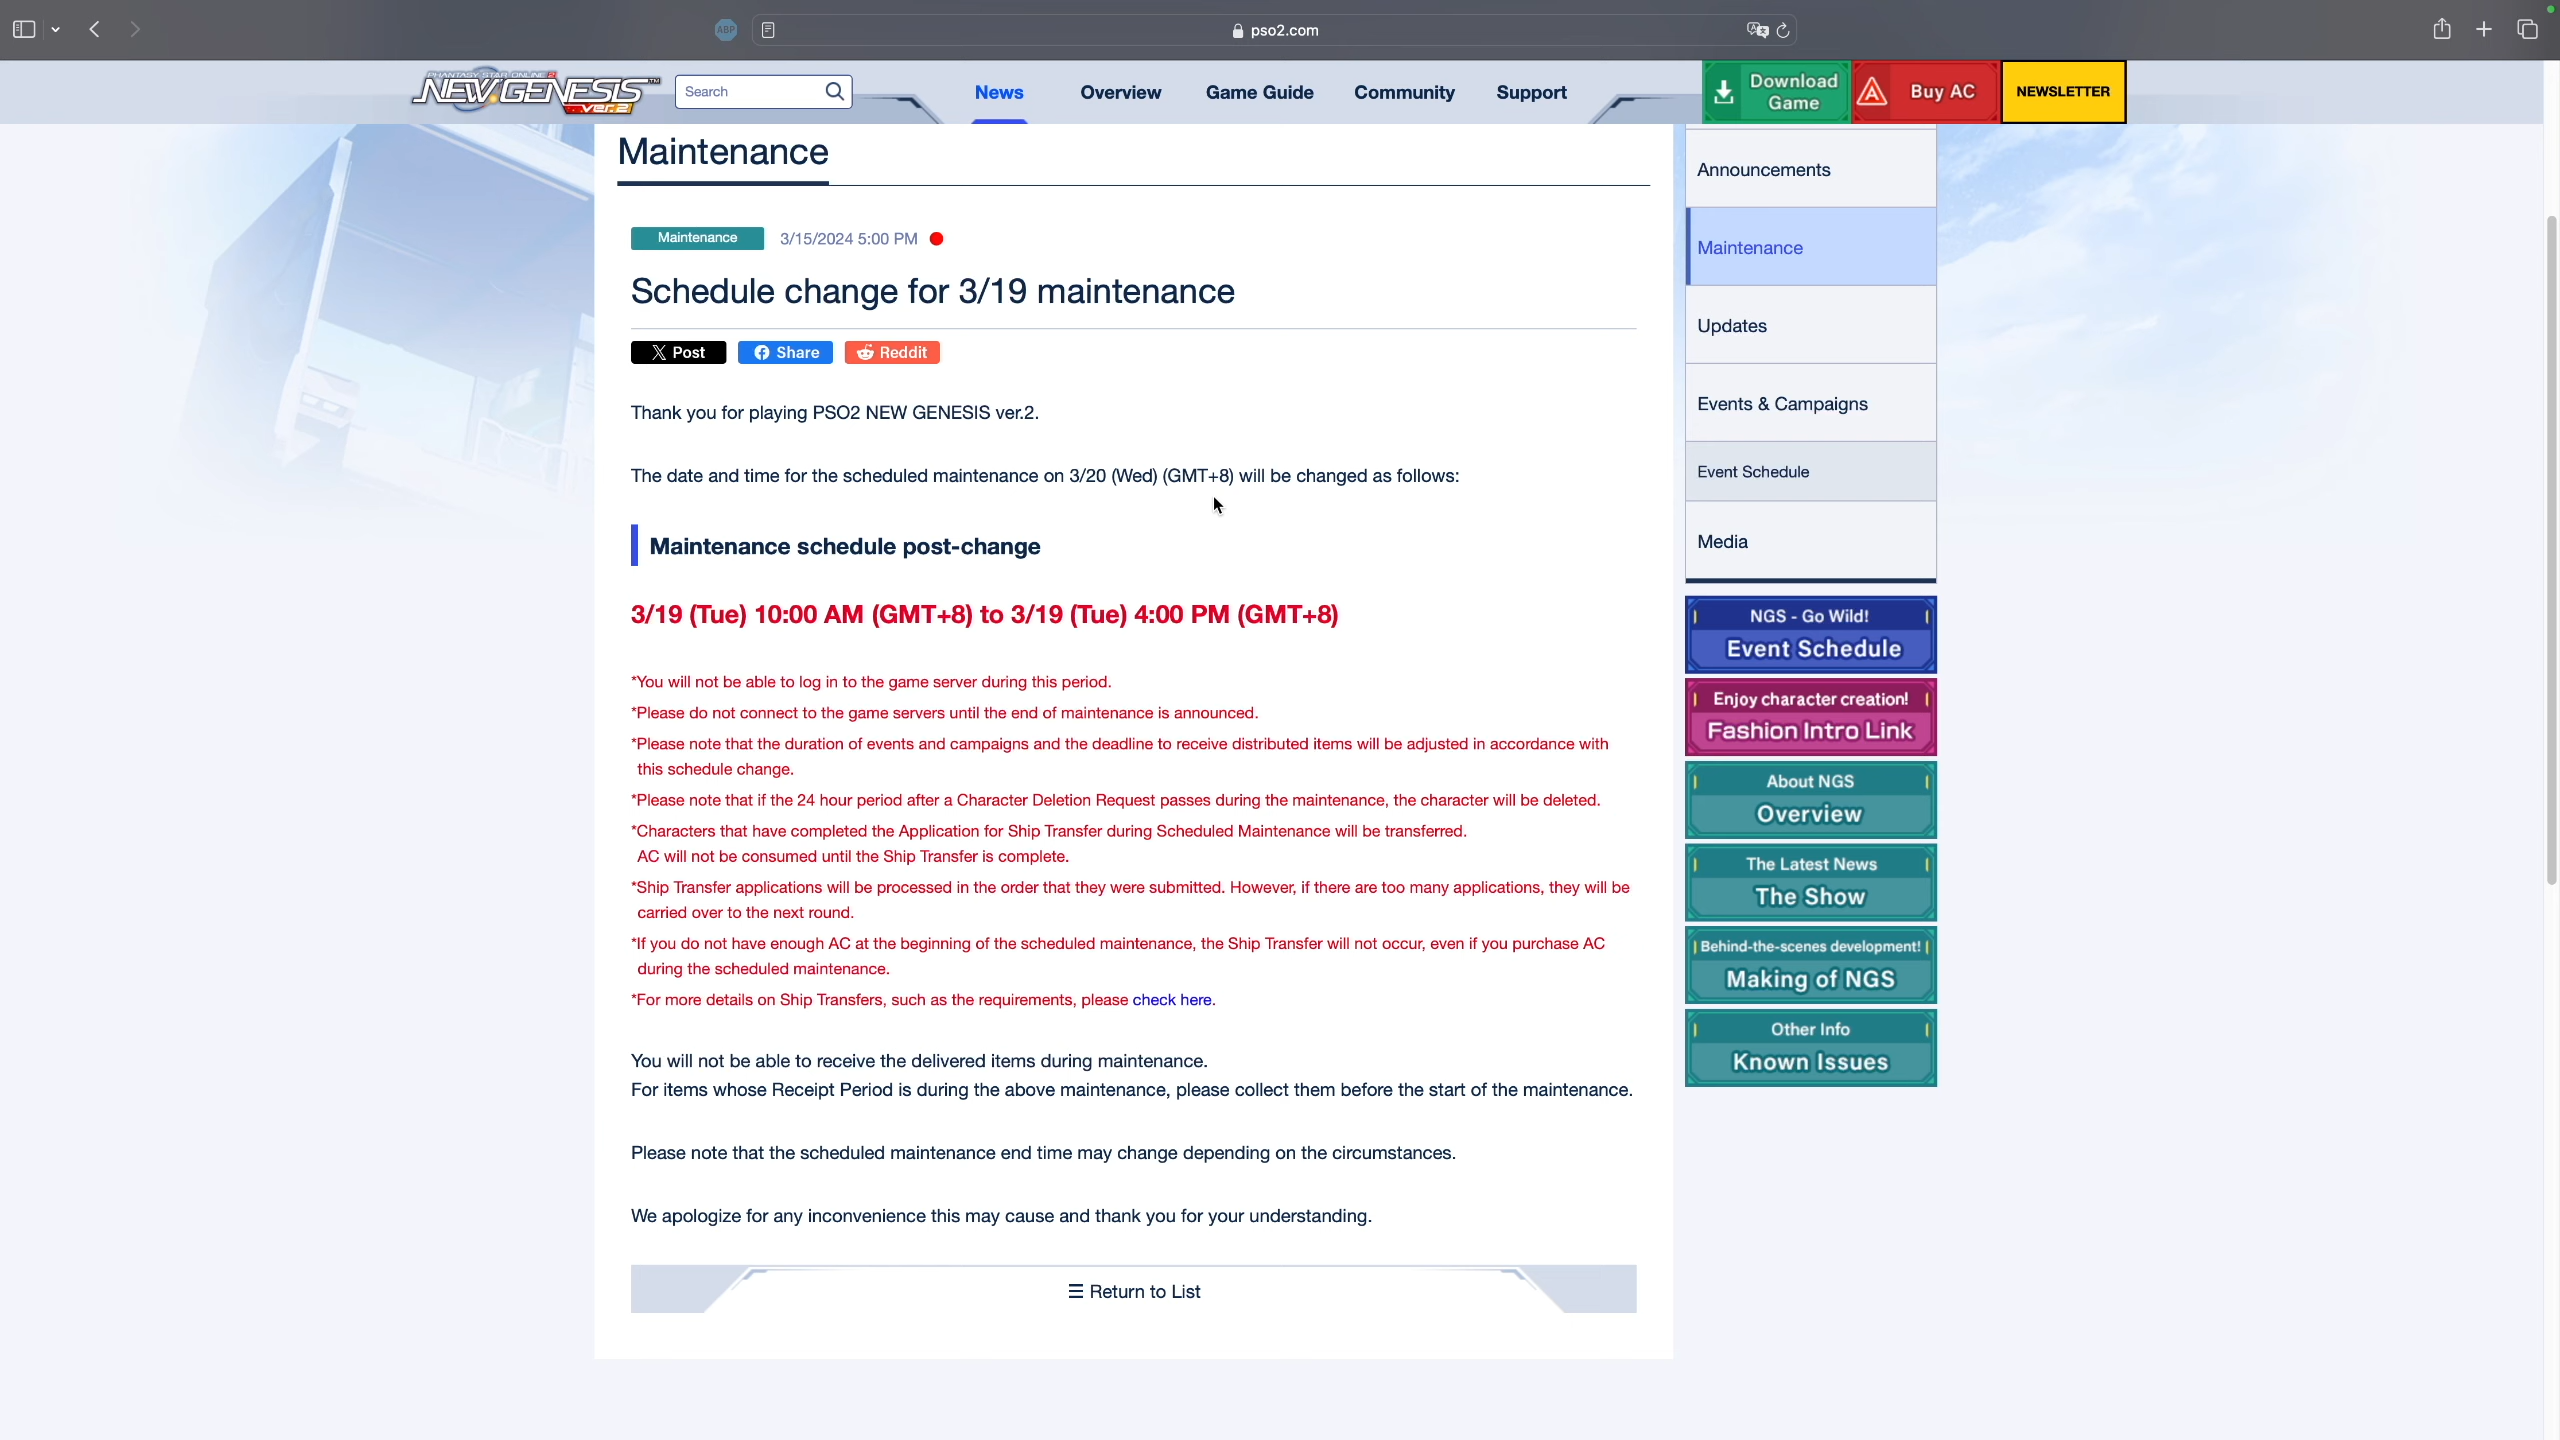 ABP
pso2.com
PHANTASY STAR ONLINE 2
NEW GENESIS™
ver.2
Search
News
Overview
Game Guide
Community
Support
Download
Game
Buy AC
NEWSLETTER
Maintenance
Maintenance 3/15/2024 5:00 PM
Schedule change for 3/19 maintenance
Post
Share
Reddit
Thank you for playing PSO2 NEW GENESIS ver.2.
The date and time for the scheduled maintenance on 3/20 (Wed) (GMT+8) will be changed as follows:
Maintenance schedule post-change
3/19 (Tue) 10:00 AM (GMT+8) to 3/19 (Tue) 4:00 PM (GMT+8)
*You will not be able to log in to the game server during this period.
*Please do not connect to the game servers until the end of maintenance is announced.
*Please note that the duration of events and campaigns and the deadline to receive distributed items will be adjusted in accordance with
this schedule change.
*Please note that if the 24 hour period after a Character Deletion Request passes during the maintenance, the character will be deleted.
*Characters that have completed the Application for Ship Transfer during Scheduled Maintenance will be transferred.
AC will not be consumed until the Ship Transfer is complete.
*Ship Transfer applications will be processed in the order that they were submitted. However, if there are too many applications, they will be
carried over to the next round.
*If you do not have enough AC at the beginning of the scheduled maintenance, the Ship Transfer will not occur, even if you purchase AC
during the scheduled maintenance.
*For more details on Ship Transfers, such as the requirements, please check here.
You will not be able to receive the delivered items during maintenance.
For items whose Receipt Period is during the above maintenance, please collect them before the start of the maintenance.
Please note that the scheduled maintenance end time may change depending on the circumstances.
We apologize for any inconvenience this may cause and thank you for your understanding.
Return to List
Announcements
Maintenance
Updates
Events & Campaigns
Event Schedule
Media
NGS - Go Wild!
Event Schedule
Enjoy character creation!
Fashion Intro Link
About NGS
Overview
The Latest News
The Show
Behind-the-scenes development!
Making of NGS
Other Info
Known Issues